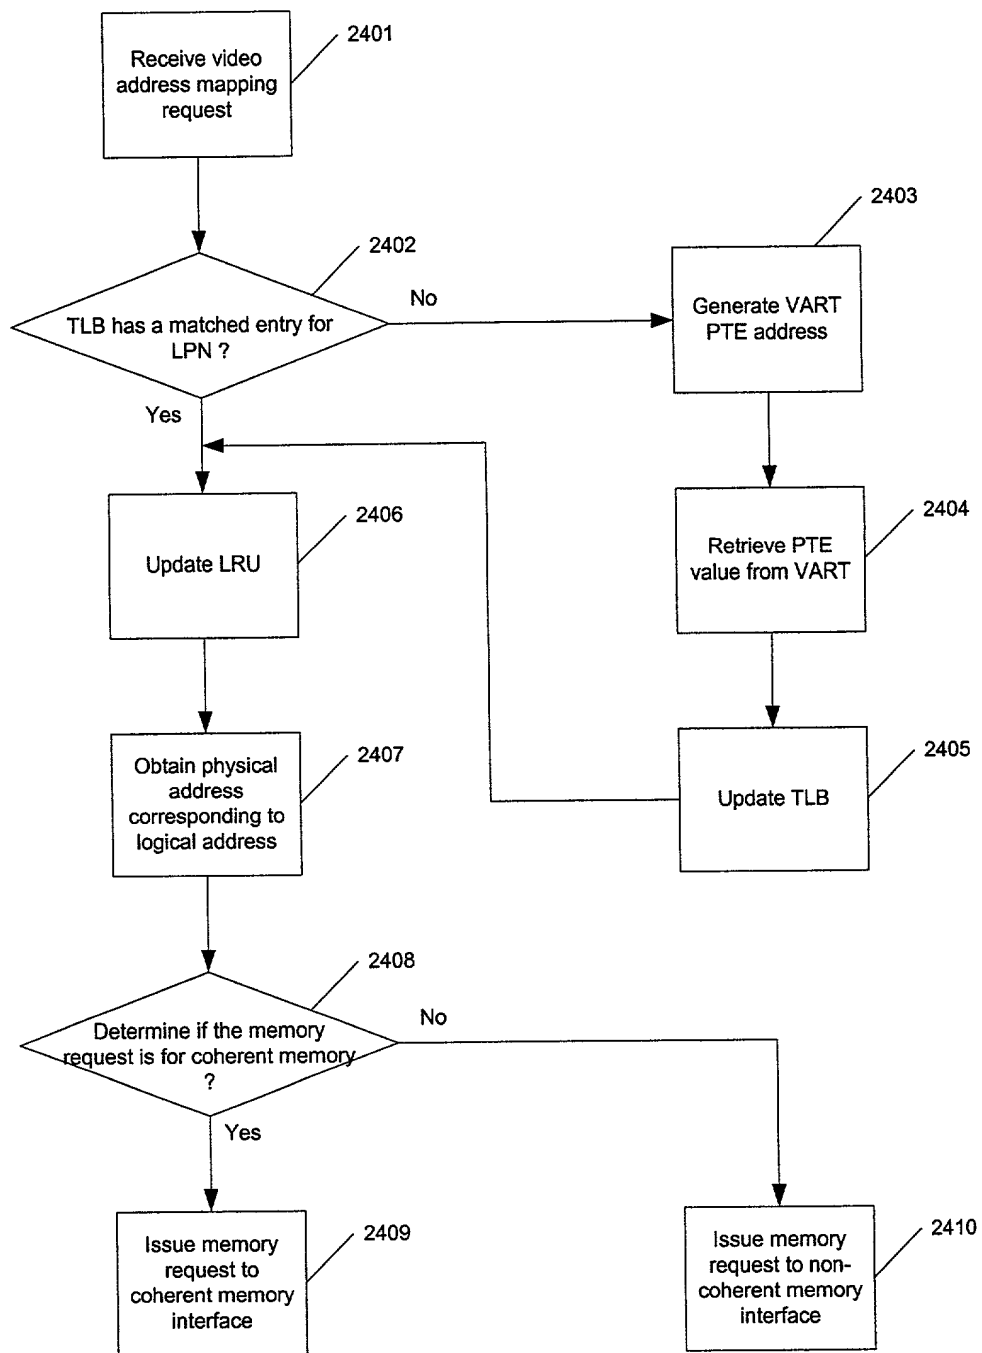 Receive video
address mapping
request
2401
TLB has a matched entry for
LPN ?
2402
No
Yes
Generate VART
PTE address
2403
Retrieve PTE
value from VART
2404
Update TLB
2405
Update LRU
2406
Obtain physical
address
corresponding to
logical address
2407
Determine if the memory
request is for coherent memory
?
2408
No
Yes
Issue memory
request to
coherent memory
interface
2409
Issue memory
request to non-
coherent memory
interface
2410